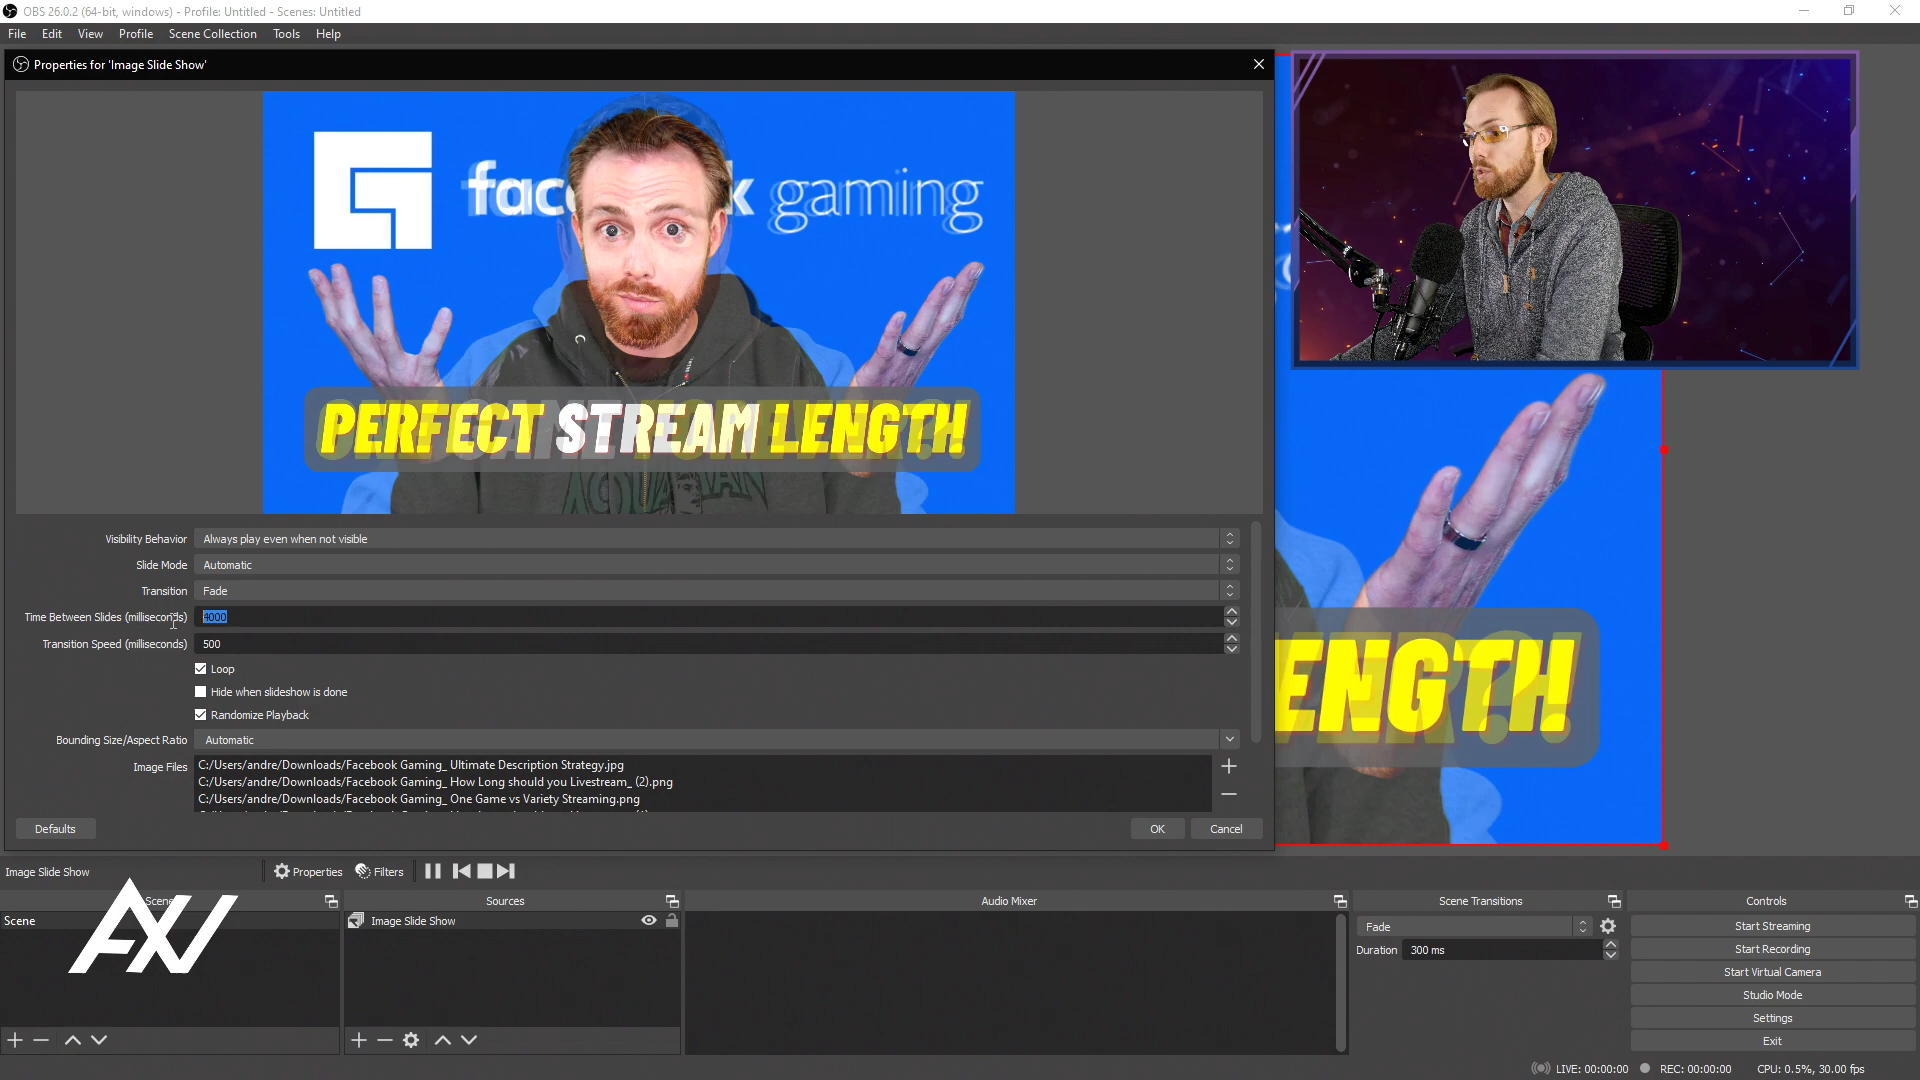 OBS 26.0.2 (64-bit, windows) - Profile: Untitled - Scenes: Untitled
File Edit View Profile Scene Collection Tools Help
Properties for 'Image Slide Show'
facebook gaming
PERFECT STREAM LENGTH!
Visibility Behavior Always play even when not visible
Slide Mode Automatic
Transition Fade
Time Between Slides (milliseconds) 4000
Transition Speed (milliseconds) 500
Loop
Hide when slideshow is done
Randomize Playback
Bounding Size/Aspect Ratio Automatic
Image Files
C:/Users/andre/Downloads/Facebook Gaming_ Ultimate Description Strategy.jpg
C:/Users/andre/Downloads/Facebook Gaming_ How Long should you Livestream_ (2).png
C:/Users/andre/Downloads/Facebook Gaming_ One Game vs Variety Streaming.png
Defaults OK Cancel
ENGTH!
Image Slide Show Properties Filters
Scene Sources Audio Mixer Scene Transitions Controls
Scene
Image Slide Show
Fade
Duration 300 ms
Start Streaming
Start Recording
Start Virtual Camera
Studio Mode
Settings
Exit
LIVE: 00:00:00 REC: 00:00:00 CPU: 0.5%, 30.00 fps